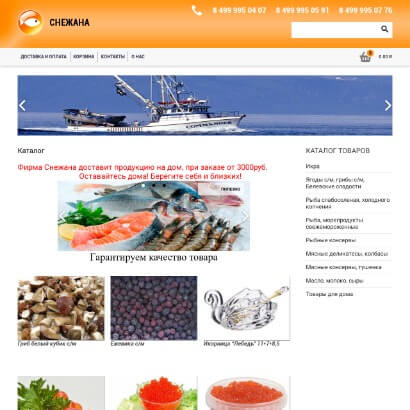 СНЕЖАНА
8 499 995 04 07 8 499 995 05 91 8 499 995 07 76
ДОСТАВКА И ОПЛАТА КОРЗИНА КОНТАКТЫ О НАС
0
COMMANDER
Каталог
Фирма Снежана доставит продукцию на дом, при заказе от 3000руб.
Оставайтесь дома! Берегите себя и близких!
Гарантируем качество товара
Гриб белый кубик с/м
Ежевика с/м
Икорница "Лебедь" 11*7*8,5
КАТАЛОГ ТОВАРОВ
Икра
Ягоды с/м, грибы с/м,
Белевские сладости
Рыба слабосоленая, холодного
копчения
Рыба, морепродукты
свежемороженные
Рыбные консервы
Мясные деликатесы, колбасы
Мясные консервы, тушенка
Масло, молоко, сыры
Товары для дома